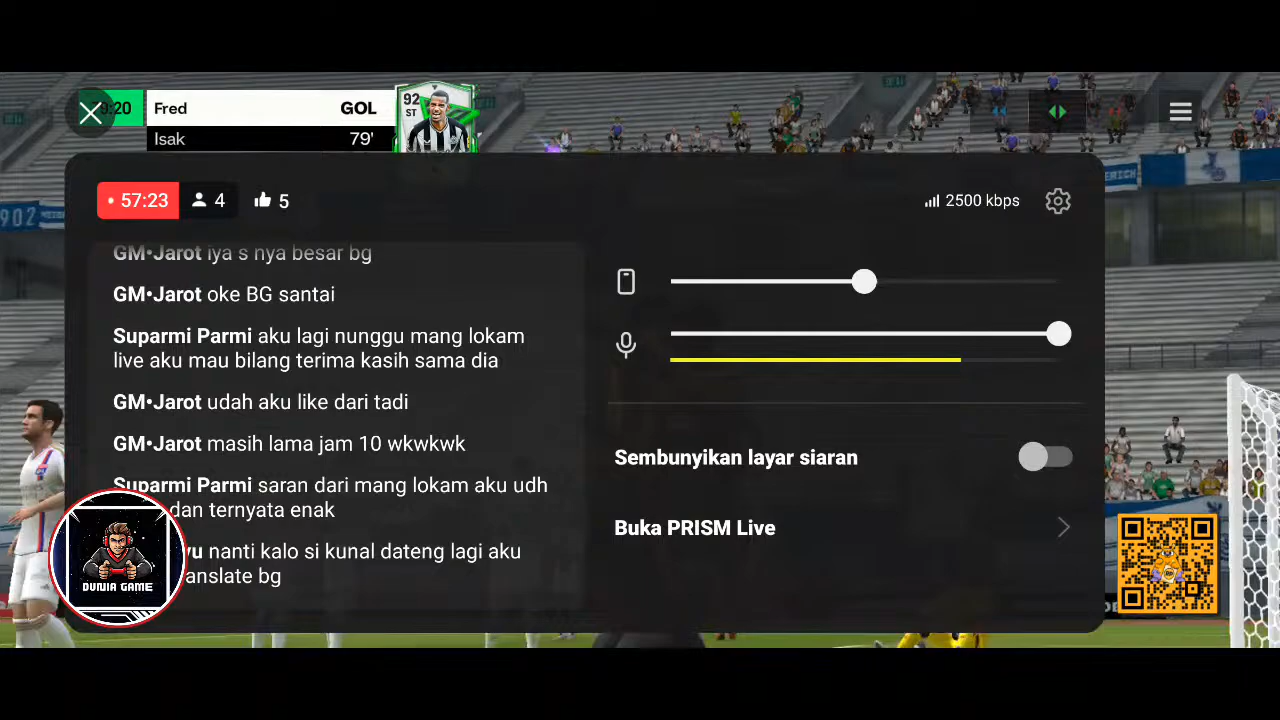 :20 Fred GOL
Isak 79'
92
ST
902
ERICH
57:23 4 5
2500 kbps
GM•Jarot iya s nya besar bg
GM•Jarot oke BG santai
Suparmi Parmi aku lagi nunggu mang lokam
live aku mau bilang terima kasih sama dia
GM•Jarot udah aku like dari tadi
GM•Jarot masih lama jam 10 wkwkwk
Suparmi Parmi saran dari mang lokam aku udh
dan ternyata enak
yu nanti kalo si kunal dateng lagi aku
anslate bg
Sembunyikan layar siaran
Buka PRISM Live
DUNIA GAME